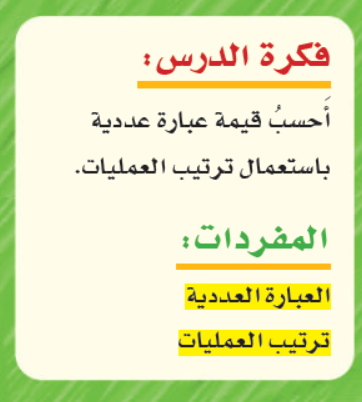 فكرة الدرس:
أَحسبُ قيمة عبارة عددية
باستعمال ترتيب العمليات.
المفردات:
العبارة العددية
ترتيب العمليات